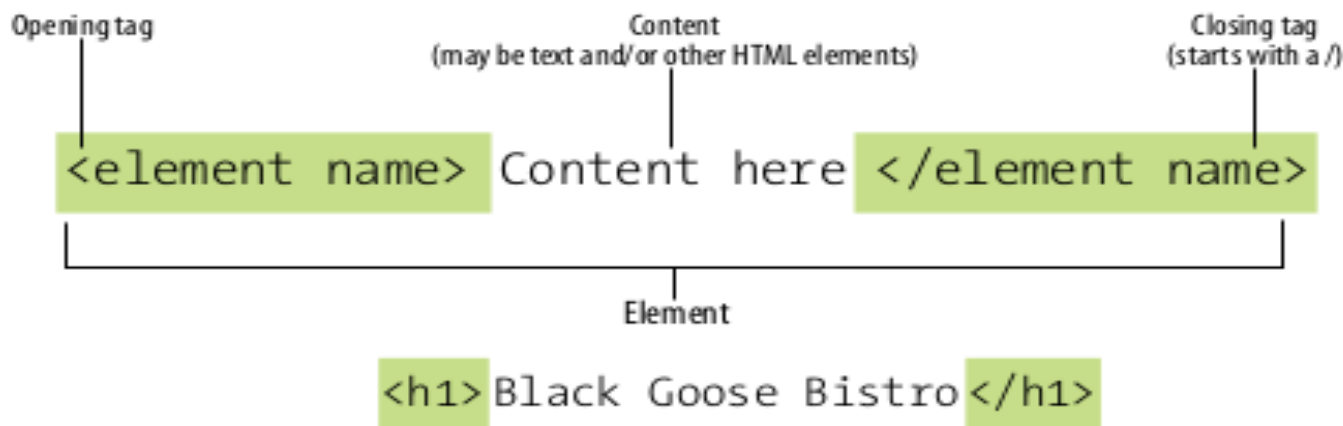 Opening tag
Content
(may be text and/or other HTML elements)
Closing tag
(starts with a /)
<element name> Content here </element name>
Element
<h1>Black Goose Bistro</h1>